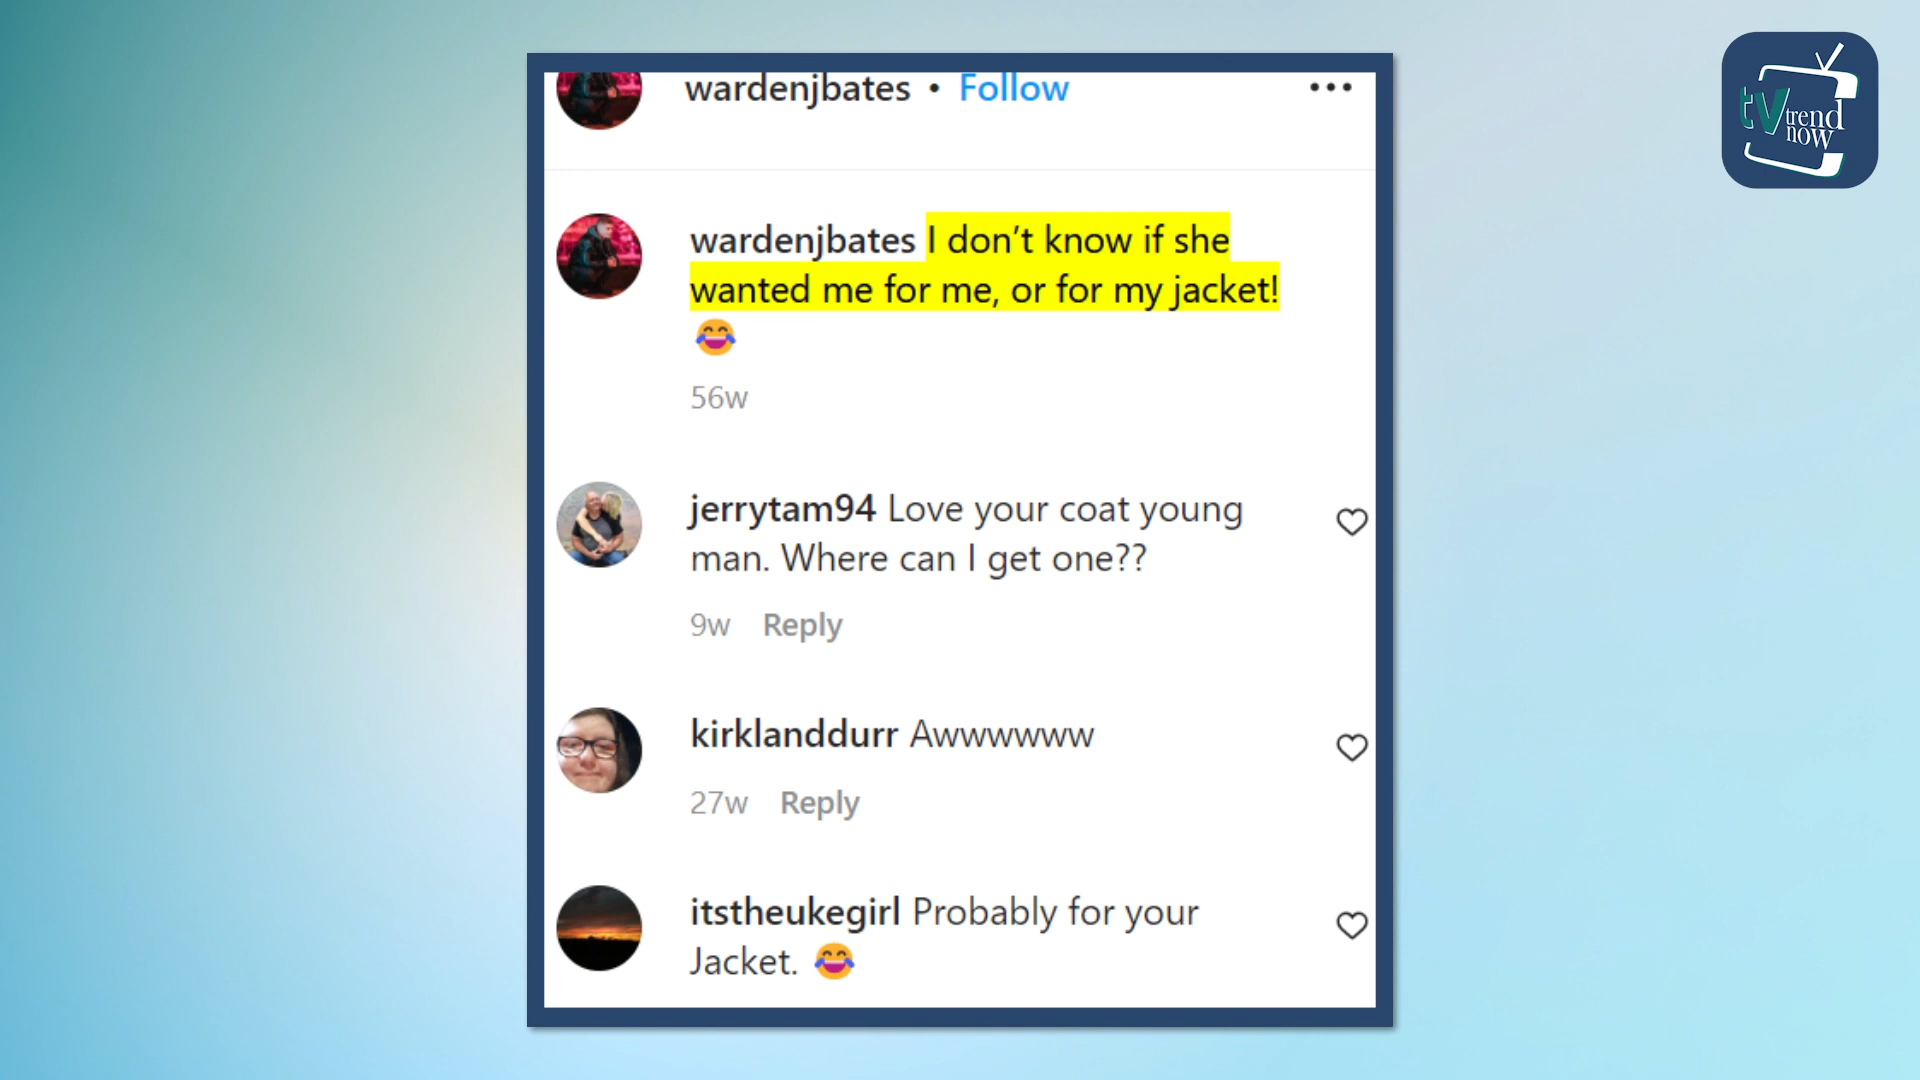 wardenjbates • Follow
tv trend now
wardenjbates I don’t know if she
wanted me for me, or for my jacket!
😂
56w
jerrytam94 Love your coat young
man. Where can I get one??
9w Reply
kirklanddurr Awwwwww
27w Reply
itstheukegirl Probably for your
Jacket. 😂